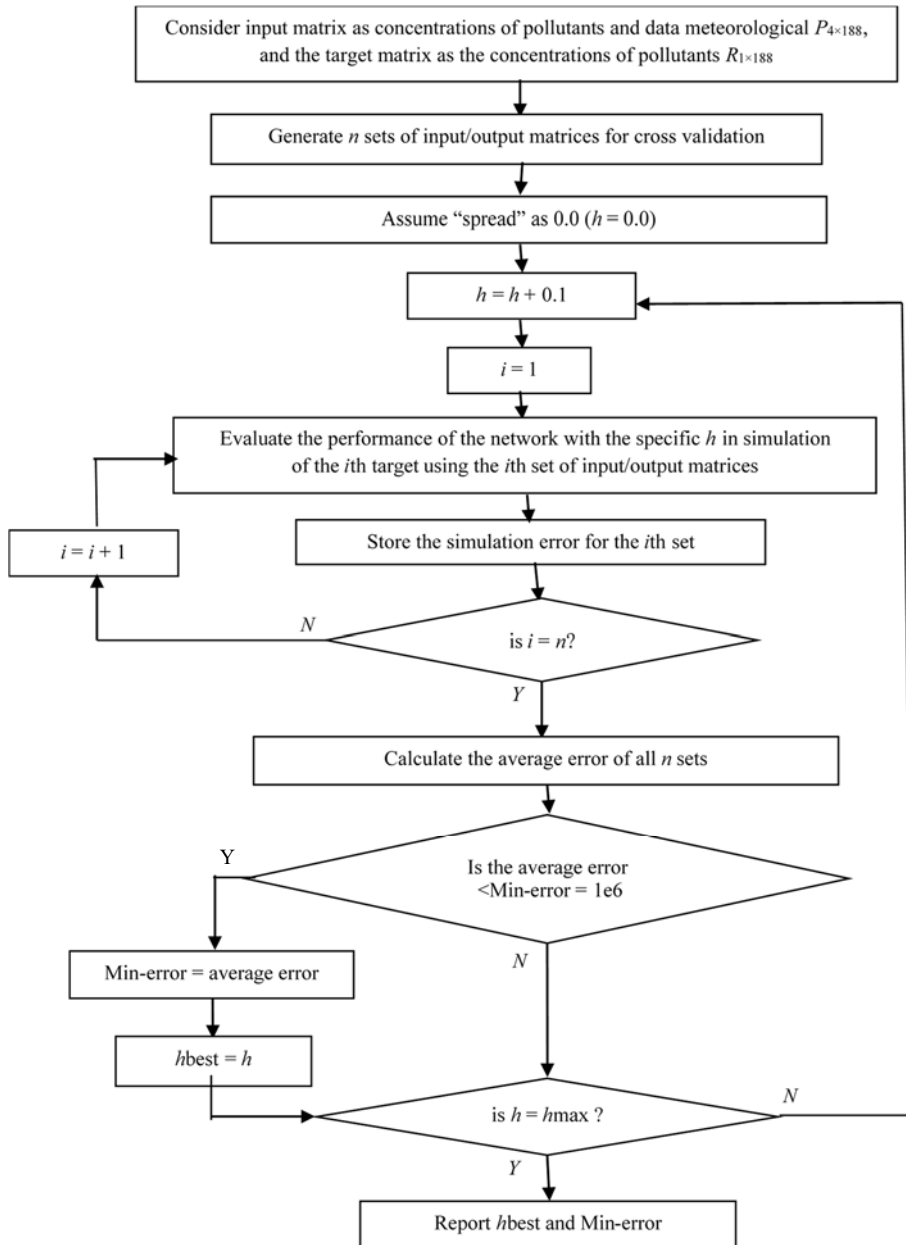 Consider input matrix as concentrations of pollutants and data meteorological P4×188,
and the target matrix as the concentrations of pollutants R1×188
Generate n sets of input/output matrices for cross validation
Assume “spread” as 0.0 (h = 0.0)
h = h + 0.1
i = 1
Evaluate the performance of the network with the specific h in simulation
of the ith target using the ith set of input/output matrices
i = i + 1
Store the simulation error for the ith set
N
is i = n?
Y
Calculate the average error of all n sets
Y
Is the average error
<Min-error = 1e6
N
Min-error = average error
hbest = h
is h = hmax ?
N
Y
Report hbest and Min-error